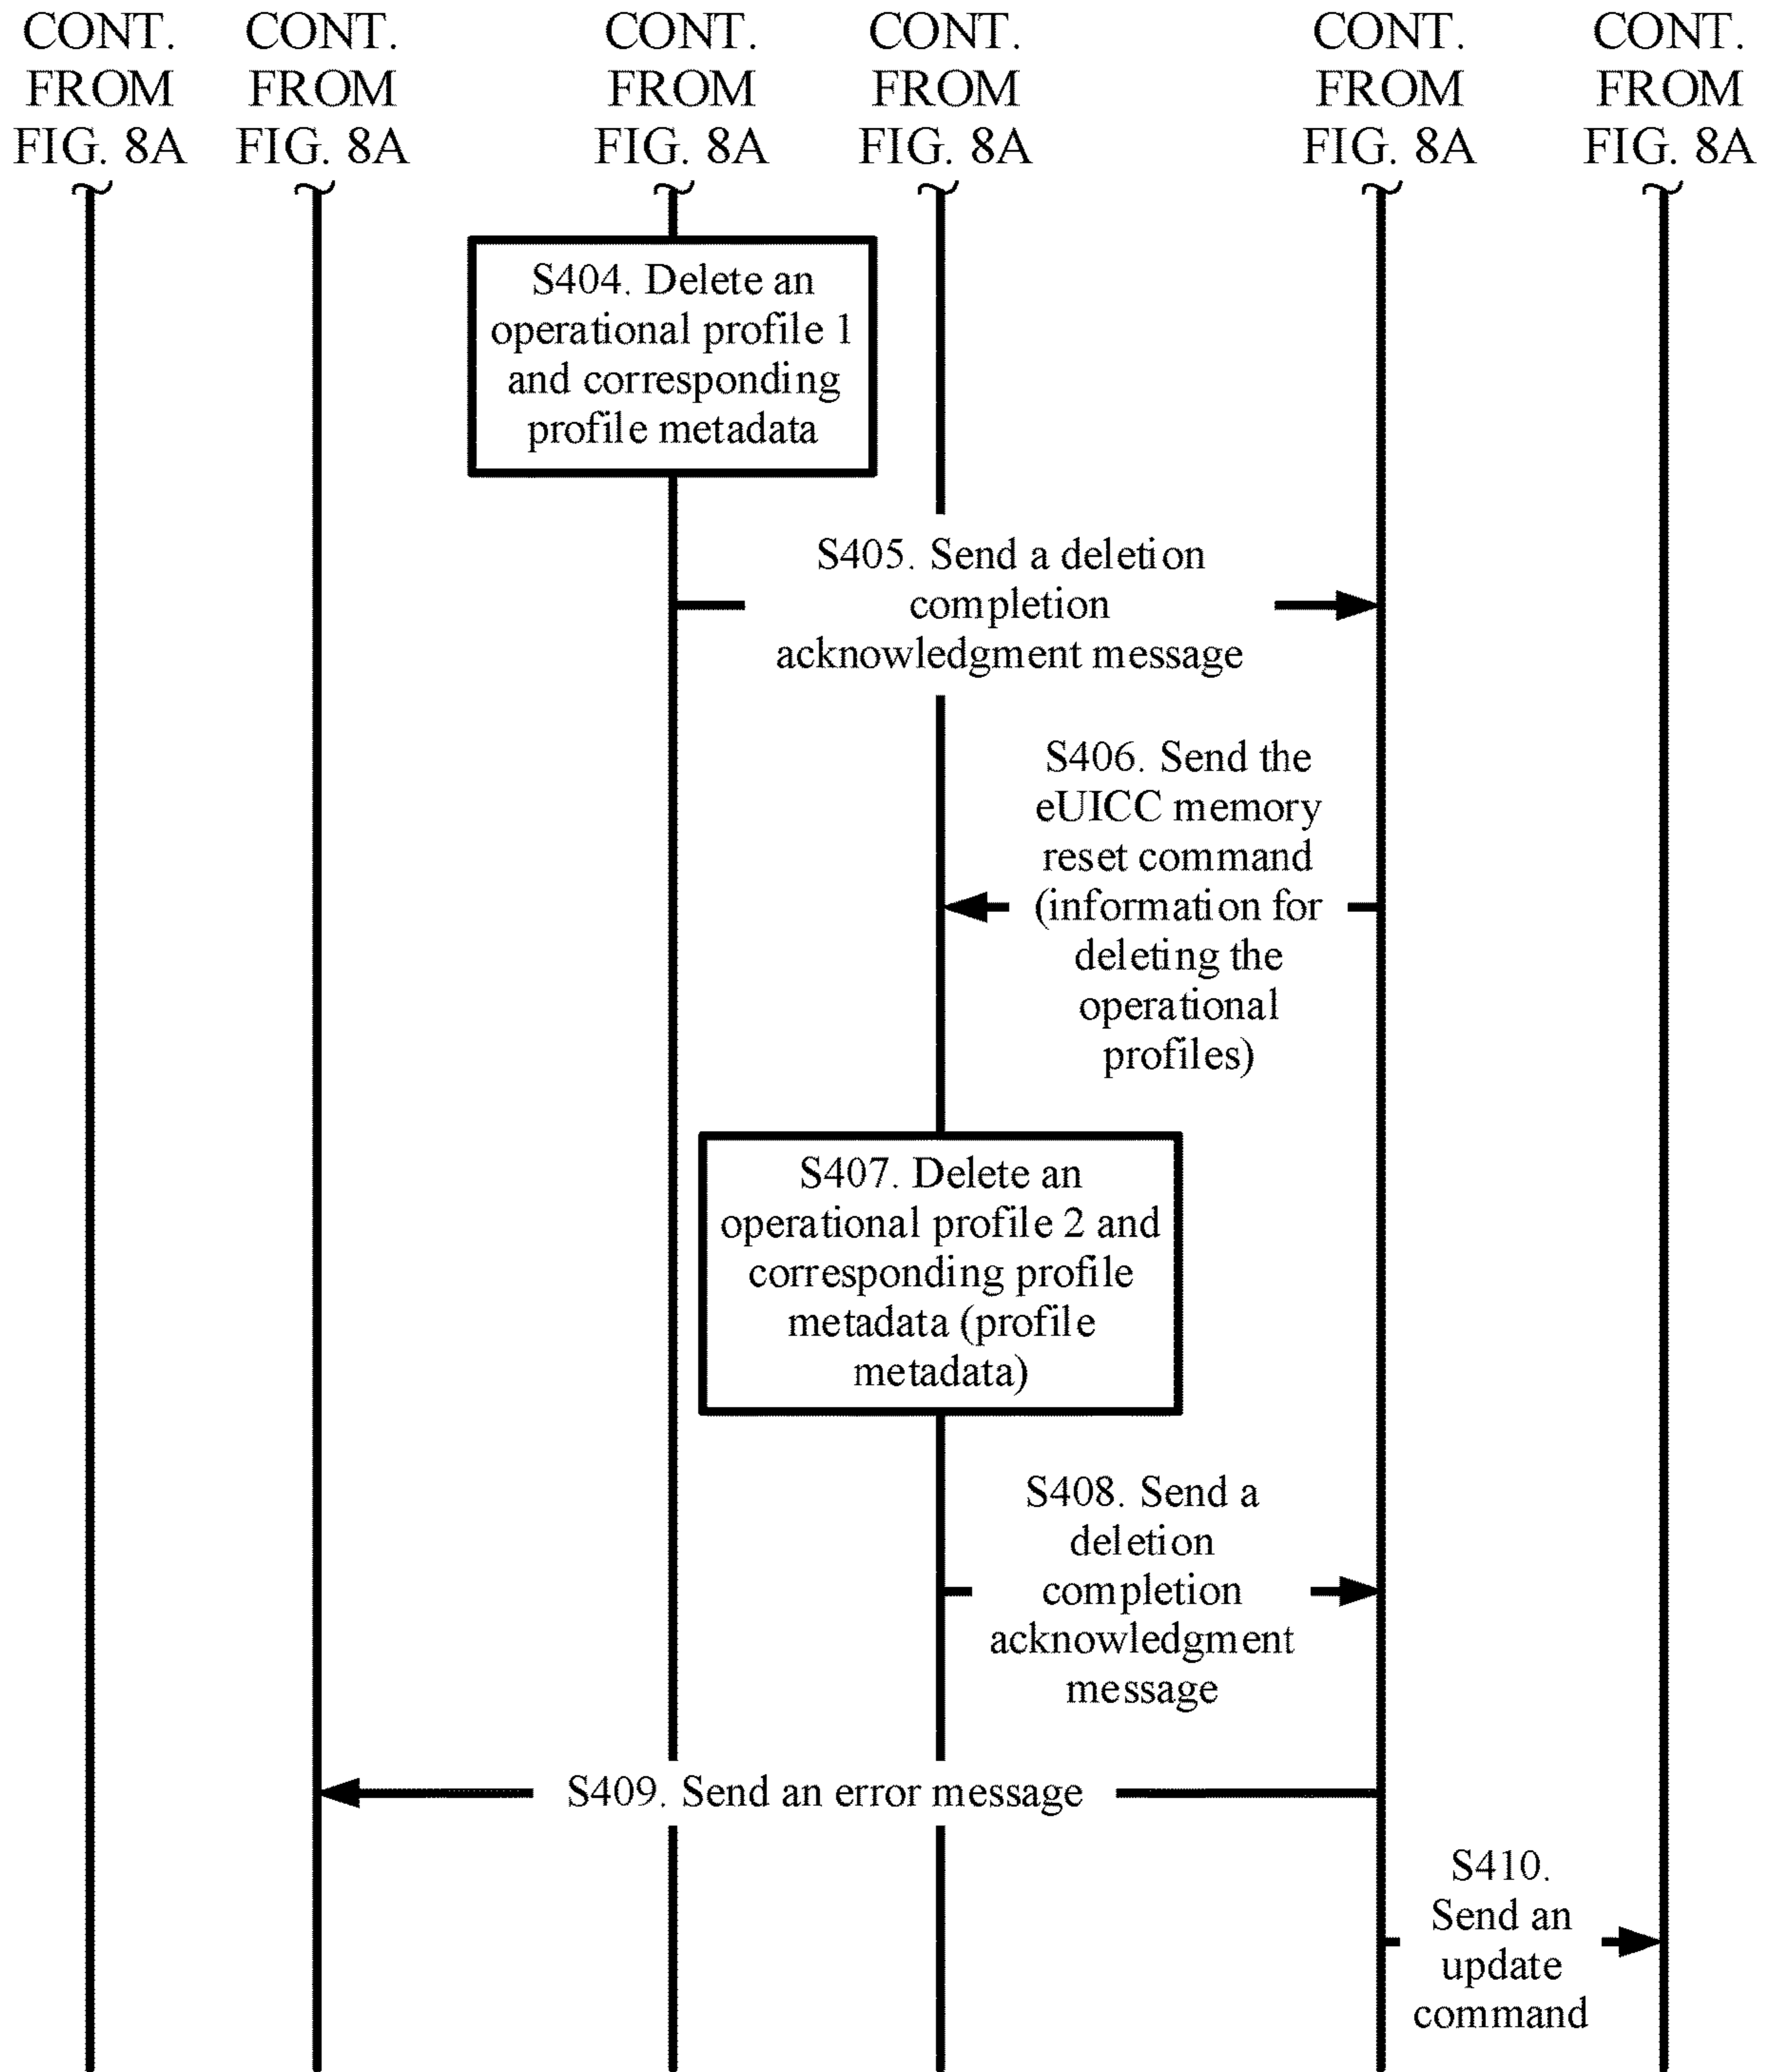 CONT. FROM FIG. 8A
CONT. FROM FIG. 8A
CONT. FROM FIG. 8A
CONT. FROM FIG. 8A
CONT. FROM FIG. 8A
CONT. FROM FIG. 8A
S404. Delete an
operational profile 1
and corresponding
profile metadata
S405. Send a deletion
completion
acknowledgment message
S406. Send the
eUICC memory
reset command
(information for
deleting the
operational
profiles)
S407. Delete an
operational profile 2 and
corresponding profile
metadata (profile
metadata)
S408. Send a
deletion
completion
acknowledgment
message
S409. Send an error message
S410.
Send an
update
command